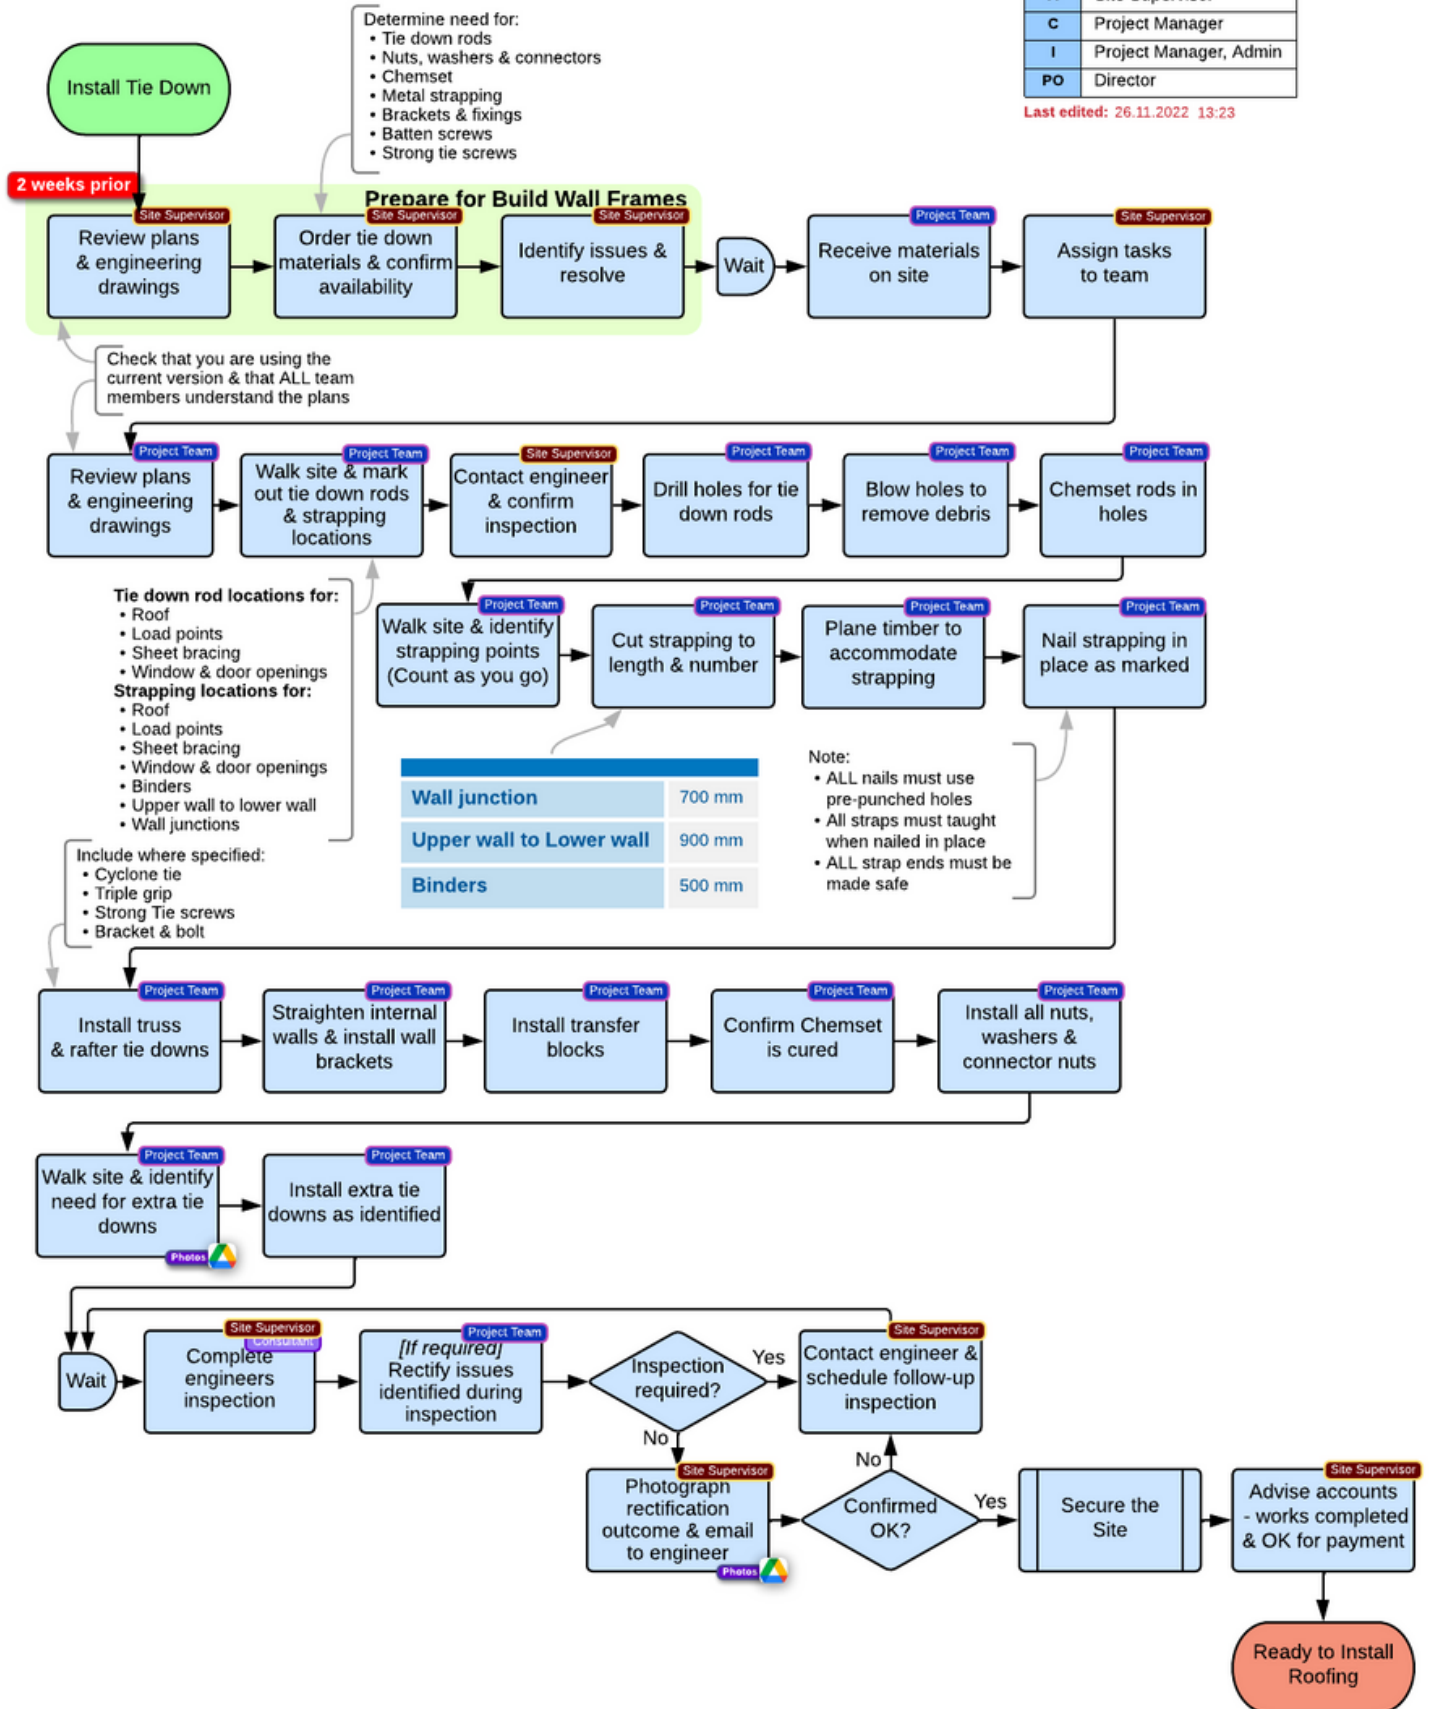 Site Supervisor
C Project Manager
I Project Manager, Admin
PO Director
Last edited: 26.11.2022 13:23
Determine need for:
• Tie down rods
• Nuts, washers & connectors
• Chemset
• Metal strapping
• Brackets & fixings
• Batten screws
• Strong tie screws
Install Tie Down
2 weeks prior
Prepare for Build Wall Frames
Site Supervisor
Review plans
& engineering
drawings
Site Supervisor
Order tie down
materials & confirm
availability
Site Supervisor
Identify issues &
resolve
Wait
Project Team
Receive materials
on site
Site Supervisor
Assign tasks
to team
Check that you are using the
current version & that ALL team
members understand the plans
Project Team
Review plans
& engineering
drawings
Project Team
Walk site & mark
out tie down rods
& strapping
locations
Site Supervisor
Contact engineer
& confirm
inspection
Project Team
Drill holes for tie
down rods
Project Team
Blow holes to
remove debris
Project Team
Chemset rods in
holes
Tie down rod locations for:
• Roof
• Load points
• Sheet bracing
• Window & door openings
Strapping locations for:
• Roof
• Load points
• Sheet bracing
• Window & door openings
• Binders
• Upper wall to lower wall
• Wall junctions
Project Team
Walk site & identify
strapping points
(Count as you go)
Project Team
Cut strapping to
length & number
Project Team
Plane timber to
accommodate
strapping
Project Team
Nail strapping in
place as marked
Wall junction 700 mm
Upper wall to Lower wall 900 mm
Binders 500 mm
Note:
• ALL nails must use
pre-punched holes
• All straps must taught
when nailed in place
• ALL strap ends must be
made safe
Include where specified:
• Cyclone tie
• Triple grip
• Strong Tie screws
• Bracket & bolt
Project Team
Install truss
& rafter tie downs
Project Team
Straighten internal
walls & install wall
brackets
Project Team
Install transfer
blocks
Project Team
Confirm Chemset
is cured
Project Team
Install all nuts,
washers &
connector nuts
Project Team
Walk site & identify
need for extra tie
downs
Photos
Project Team
Install extra tie
downs as identified
Wait
Site Supervisor
Consultant
Complete
engineers
inspection
Project Team
[If required]
Rectify issues
identified during
inspection
Inspection
required?
Yes
No
Site Supervisor
Contact engineer &
schedule follow-up
inspection
Site Supervisor
Photograph
rectification
outcome & email
to engineer
Photos
Confirmed
OK?
No
Yes
Secure the
Site
Site Supervisor
Advise accounts
- works completed
& OK for payment
Ready to Install
Roofing